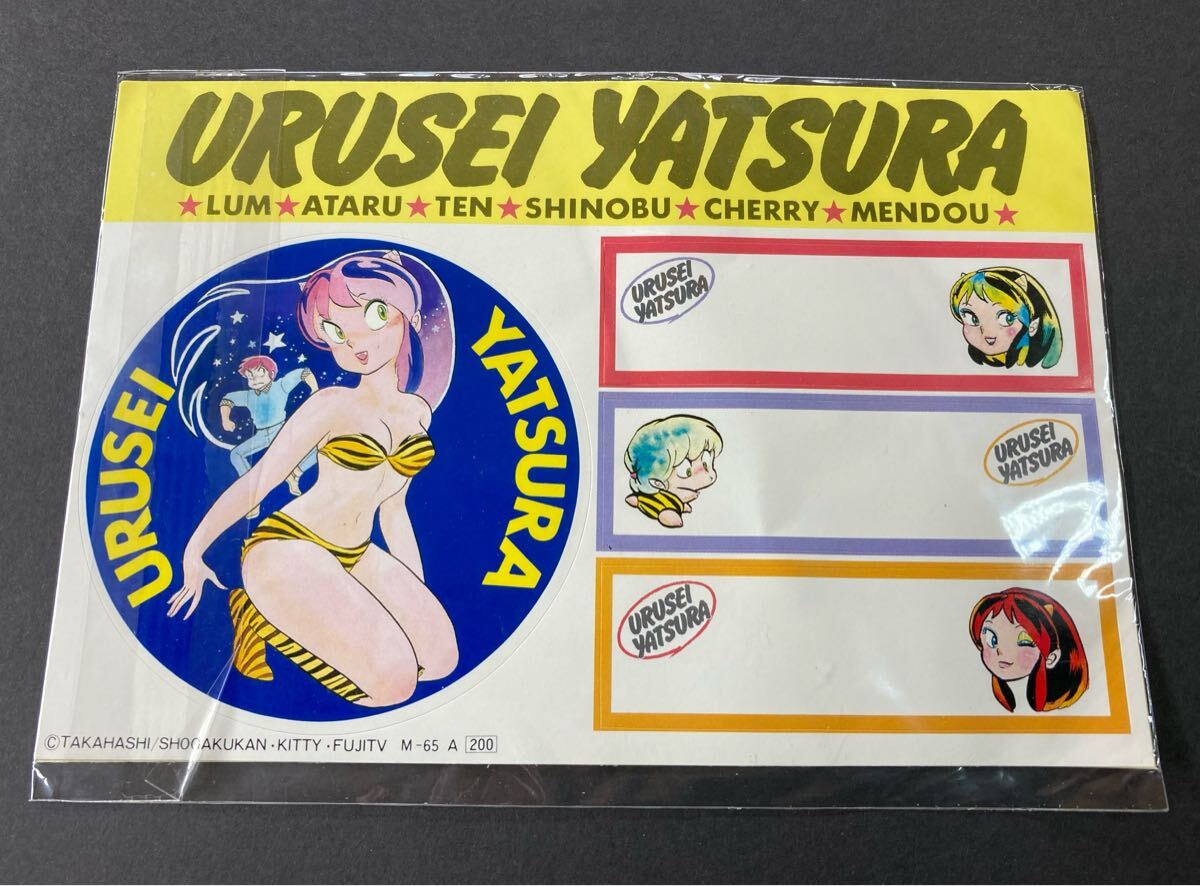 URUSEI YATSURA
★LUM★ATARU★TEN★SHINOBU★CHERRY★MENDOU★
URUSEI
YATSURA
URUSEI
YATSURA
URUSEI
YATSURA
URUSEI
YATSURA
©TAKAHASHI/SHOGAKUKAN・KITTY・FUJITV M-65 A 200